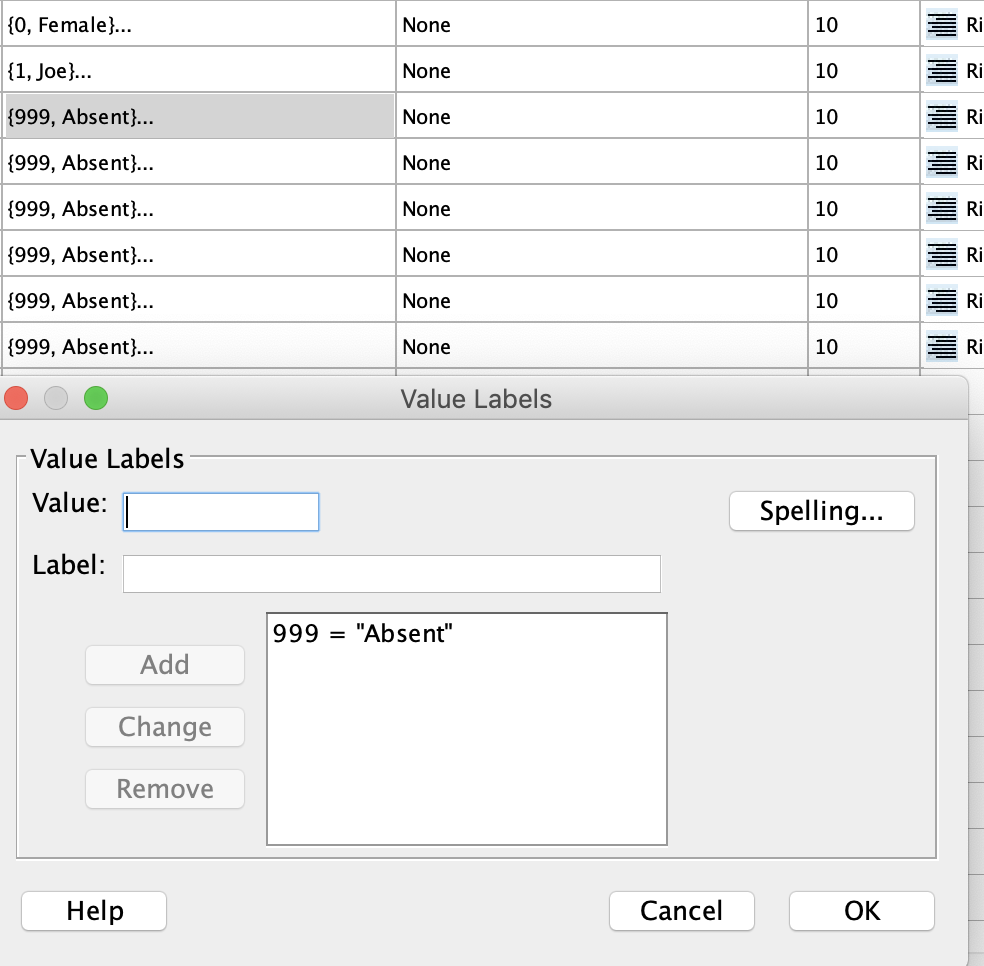 {0, Female}... None 10 Ri
{1, Joe}... None 10 Ri
{999, Absent}... None 10 Ri
{999, Absent}... None 10 Ri
{999, Absent}... None 10 Ri
{999, Absent}... None 10 Ri
{999, Absent}... None 10 Ri
{999, Absent}... None 10 Ri
Value Labels
Value Labels
Value:
Spelling...
Label:
999 = "Absent"
Add
Change
Remove
Help Cancel OK